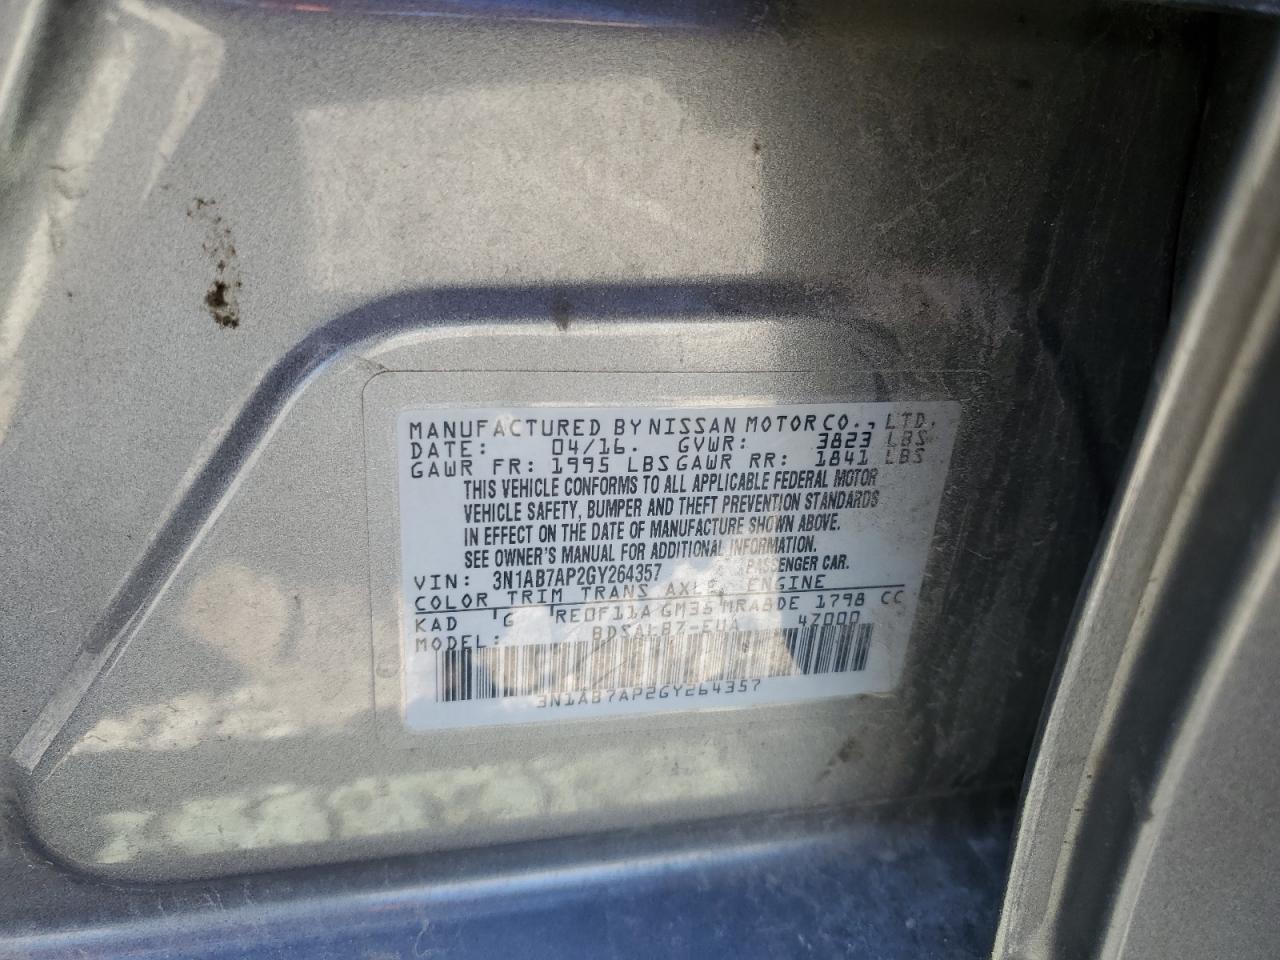 MANUFACTURED BY NISSAN MOTOR CO., LTD.
DATE: 04/16. GVWR: 3823 LBS
GAWR FR: 1995 LBS GAWR RR: 1841 LBS
THIS VEHICLE CONFORMS TO ALL APPLICABLE FEDERAL MOTOR
VEHICLE SAFETY, BUMPER AND THEFT PREVENTION STANDARDS
IN EFFECT ON THE DATE OF MANUFACTURE SHOWN ABOVE.
SEE OWNER'S MANUAL FOR ADDITIONAL INFORMATION.
VIN: 3N1AB7AP2GY264357 PASSENGER CAR.
COLOR TRIM TRANS AXLE ENGINE
KAD G RE0F11A GM35 MRA8DE 1798 CC
MODEL: 47000
3N1AB7AP2GY264357